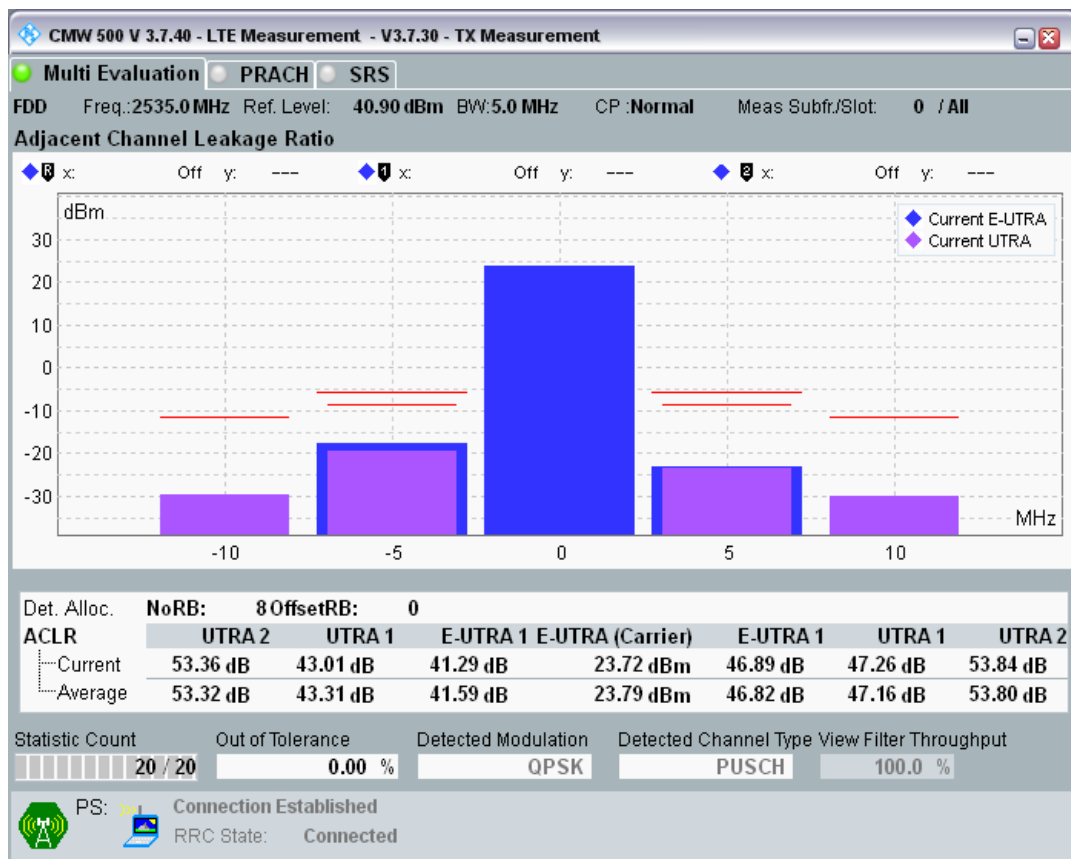 CMW 500 V 3.7.40 - LTE Measurement - V3.7.30 - TX Measurement
Multi Evaluation PRACH SRS
FDD Freq.:2535.0 MHz Ref. Level: 40.90 dBm BW:5.0 MHz CP :Normal Meas Subfr./Slot: 0 / All
Adjacent Channel Leakage Ratio
R x: Off y: --- 1 x: Off y: --- 2 x: Off y: ---
dBm
Current E-UTRA
Current UTRA
30
20
10
0
-10
-20
-30
MHz
-10 -5 0 5 10
Det. Alloc. NoRB: 8 OffsetRB: 0
ACLR UTRA 2 UTRA 1 E-UTRA 1 E-UTRA (Carrier) E-UTRA 1 UTRA 1 UTRA 2
Current 53.36 dB 43.01 dB 41.29 dB 23.72 dBm 46.89 dB 47.26 dB 53.84 dB
Average 53.32 dB 43.31 dB 41.59 dB 23.79 dBm 46.82 dB 47.16 dB 53.80 dB
Statistic Count Out of Tolerance Detected Modulation Detected Channel Type View Filter Throughput
20 / 20 0.00 % QPSK PUSCH 100.0 %
PS: Connection Established
RRC State: Connected